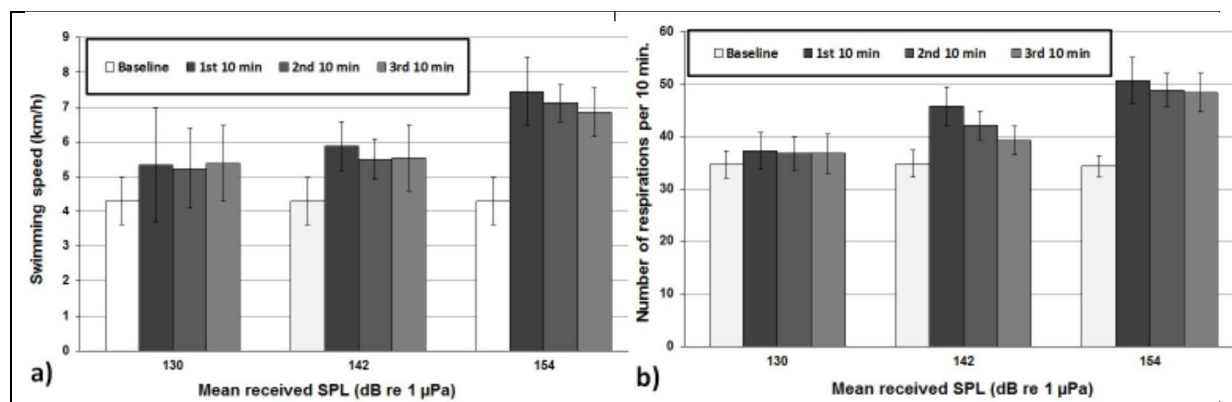 9
8
7
6
5
4
3
2
1
0
Swimming speed (km/h)
Baseline 1st 10 min 2nd 10 min 3rd 10 min
130 142 154
Mean received SPL (dB re 1 µPa)
a)
60
50
40
30
20
10
0
Number of respirations per 10 min.
Baseline 1st 10 min 2nd 10 min 3rd 10 min
130 142 154
Mean received SPL (dB re 1 µPa)
b)